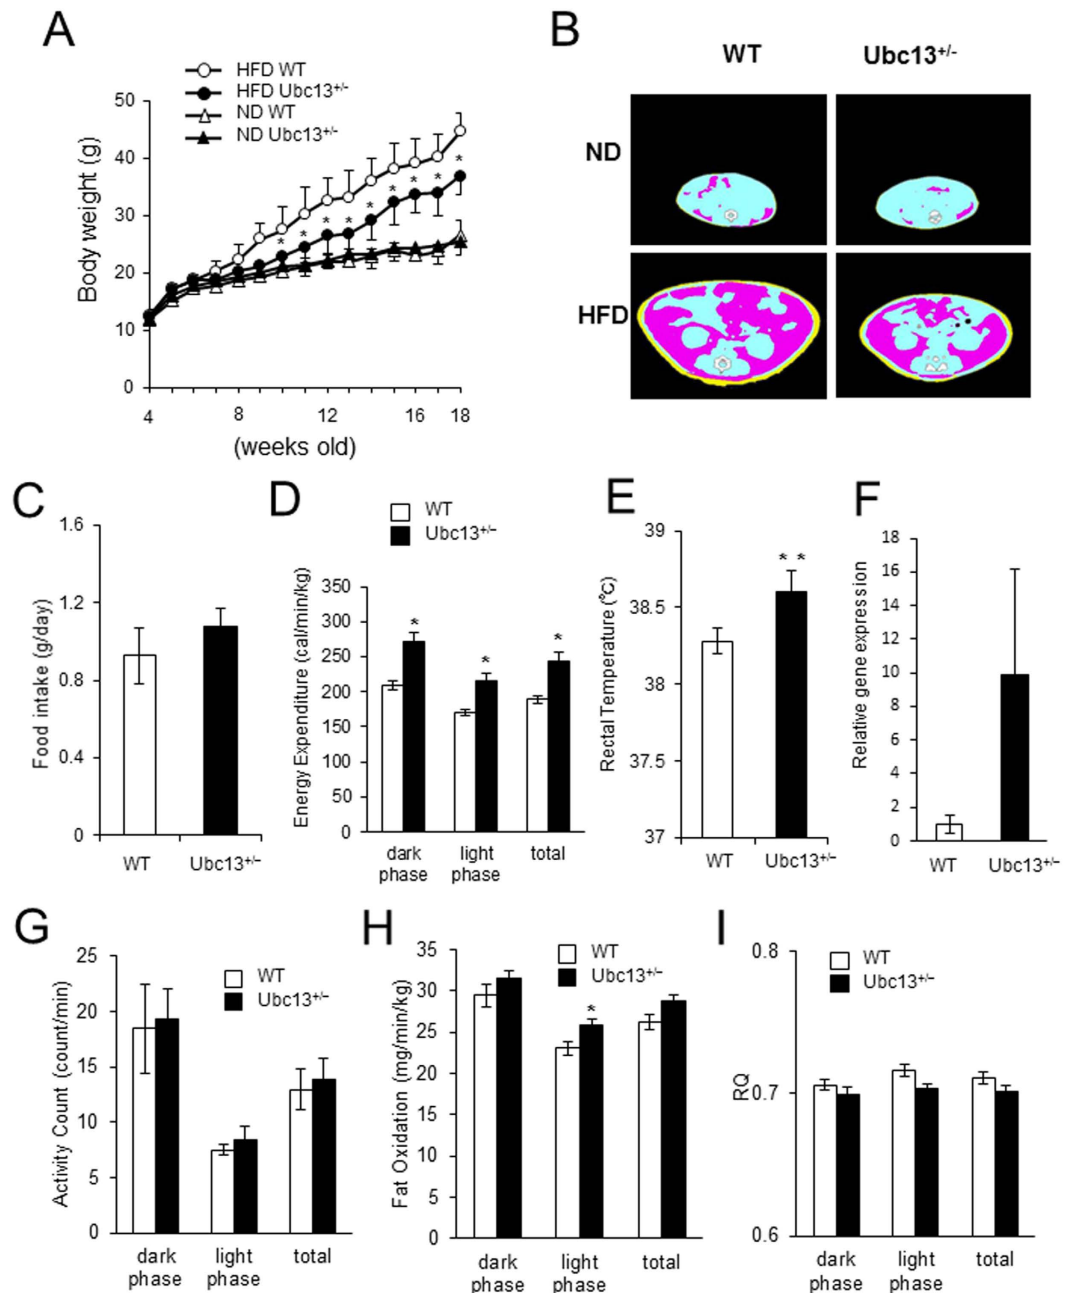 A
HFD WT
HFD Ubc13+/−
ND WT
ND Ubc13+/−
Body weight (g)
50
40
30
20
10
0
* * * * * * * * *
4 8 12 16 18
(weeks old)
B
WT Ubc13+/−
ND
HFD
C
Food intake (g/day)
1.6
1.2
0.8
0.4
0
WT Ubc13+/−
D
WT
Ubc13+/−
Energy Expenditure (cal/min/kg)
350
300
250
200
150
100
50
0
* * *
dark light total
phase phase
E
Rectal Temperature (°C)
39
38.5
38
37.5
37
* *
WT Ubc13+/−
F
Relative gene expression
18
16
14
12
10
8
6
4
2
0
WT Ubc13+/−
G
WT
Ubc13+/−
Activity Count (count/min)
25
20
15
10
5
0
dark light total
phase phase
H
WT
Ubc13+/−
Fat Oxidation (mg/min/kg)
35
30
25
20
15
10
5
0
*
dark light total
phase phase
I
WT
Ubc13+/−
RQ
0.8
0.7
0.6
dark light total
phase phase